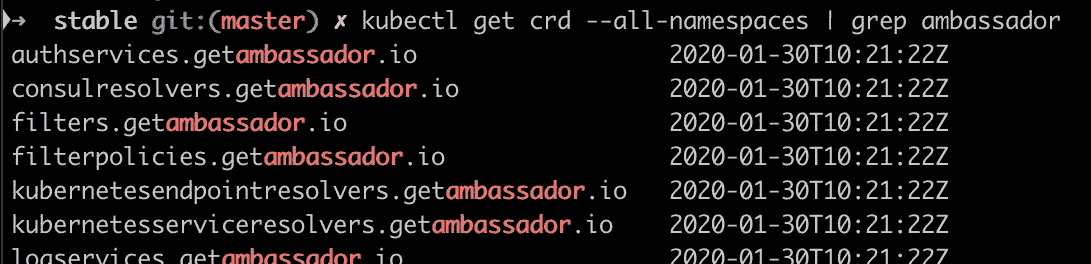 → stable git:(master) ✗ kubectl get crd --all-namespaces | grep ambassador
authservices.getambassador.io 2020-01-30T10:21:22Z
consulresolvers.getambassador.io 2020-01-30T10:21:22Z
filters.getambassador.io 2020-01-30T10:21:22Z
filterpolicies.getambassador.io 2020-01-30T10:21:22Z
kubernetesendpointresolvers.getambassador.io 2020-01-30T10:21:22Z
kubernetesserviceresolvers.getambassador.io 2020-01-30T10:21:22Z
logservices.getambassador.io 2020-01-30T10:21:22Z